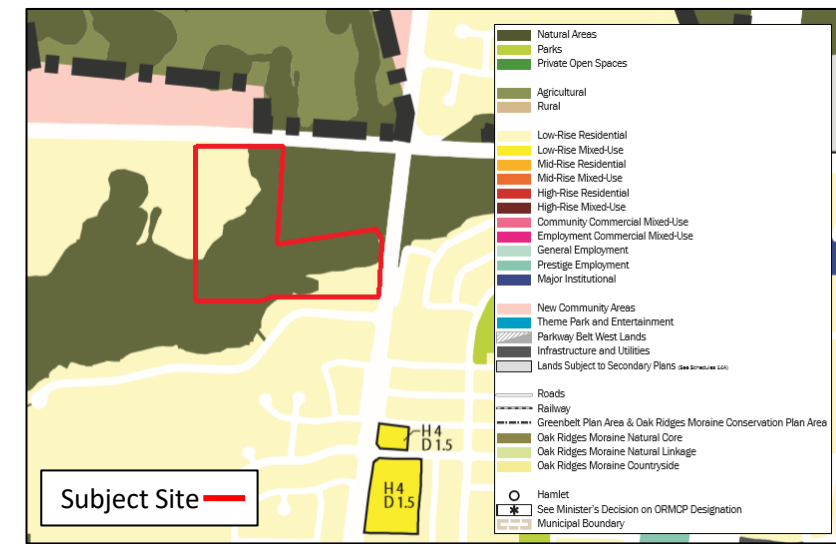 Natural Areas
Parks
Private Open Spaces
Agricultural
Rural
Low-Rise Residential
Low-Rise Mixed-Use
Mid-Rise Residential
Mid-Rise Mixed-Use
High-Rise Residential
High-Rise Mixed-Use
Community Commercial Mixed-Use
Employment Commercial Mixed-Use
General Employment
Prestige Employment
Major Institutional
New Community Areas
Theme Park and Entertainment
Parkway Belt West Lands
Infrastructure and Utilities
Lands Subject to Secondary Plans (See Schedules 14A)
Roads
Railway
Greenbelt Plan Area & Oak Ridges Moraine Conservation Plan Area
Oak Ridges Moraine Natural Core
Oak Ridges Moraine Natural Linkage
Oak Ridges Moraine Countryside
Hamlet
See Minister's Decision on ORMCP Designation
Municipal Boundary
H 4
D 1.5
H 4
D 1.5
Subject Site